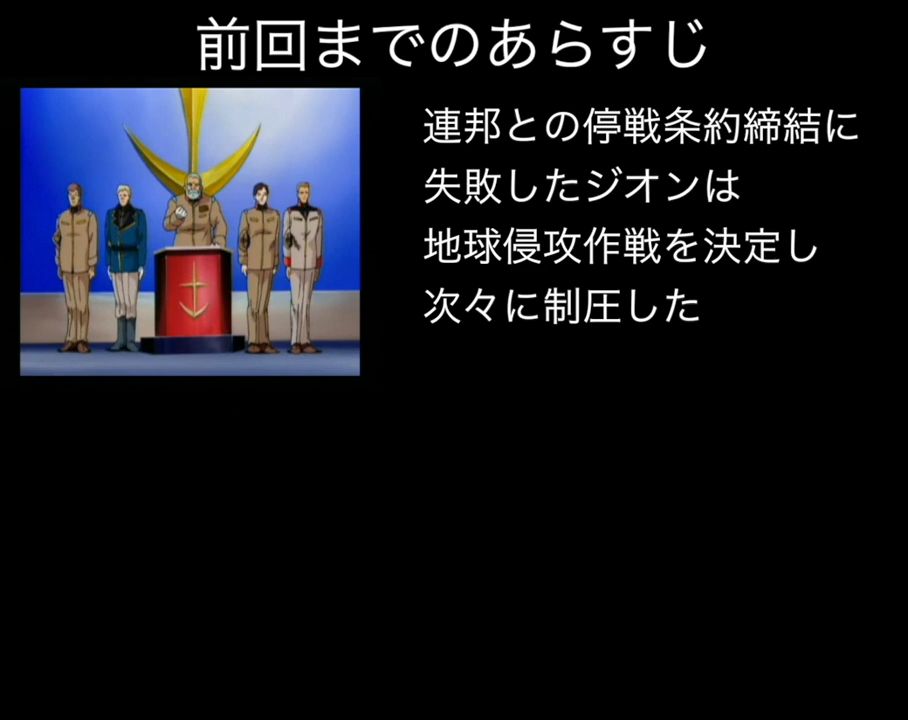 前回までのあらすじ
連邦との停戦条約締結に
失敗したジオンは
地球侵攻作戦を決定し
次々に制圧した